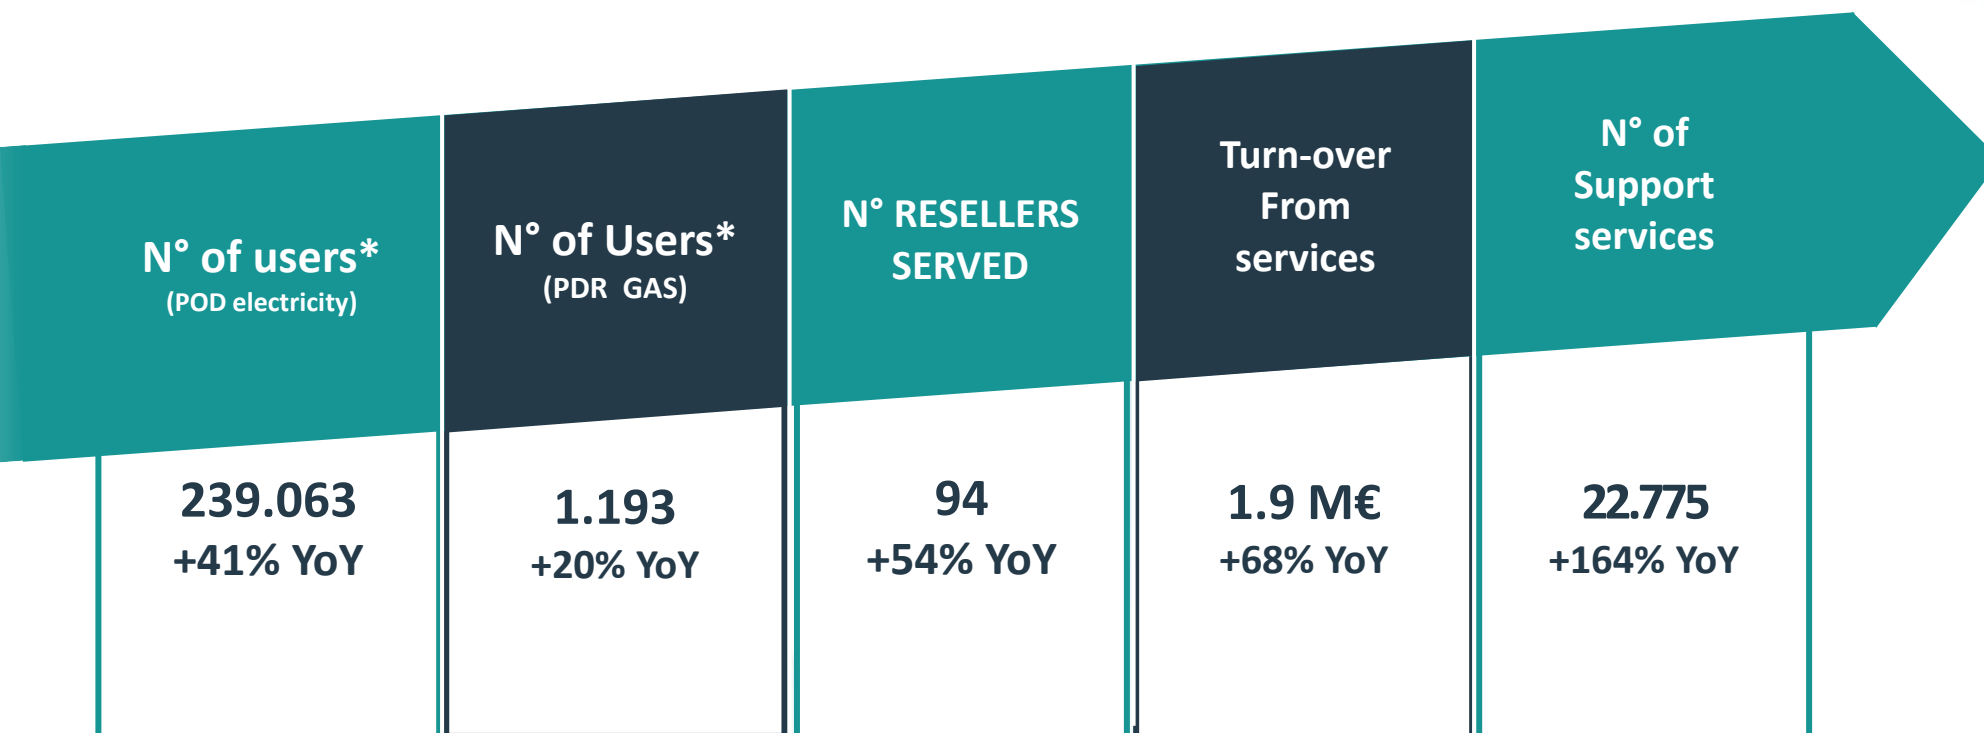 N° of users*
(POD electricity)
239.063
+41% YoY
N° of Users*
(PDR GAS)
1.193
+20% YoY
N° RESELLERS
SERVED
94
+54% YoY
Turn-over
From
services
1.9 M€
+68% YoY
N° of
Support
services
22.775
+164% YoY